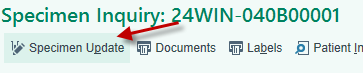 Specimen Inquiry: 24WIN-040B00001
Specimen Update Documents Labels Patient In